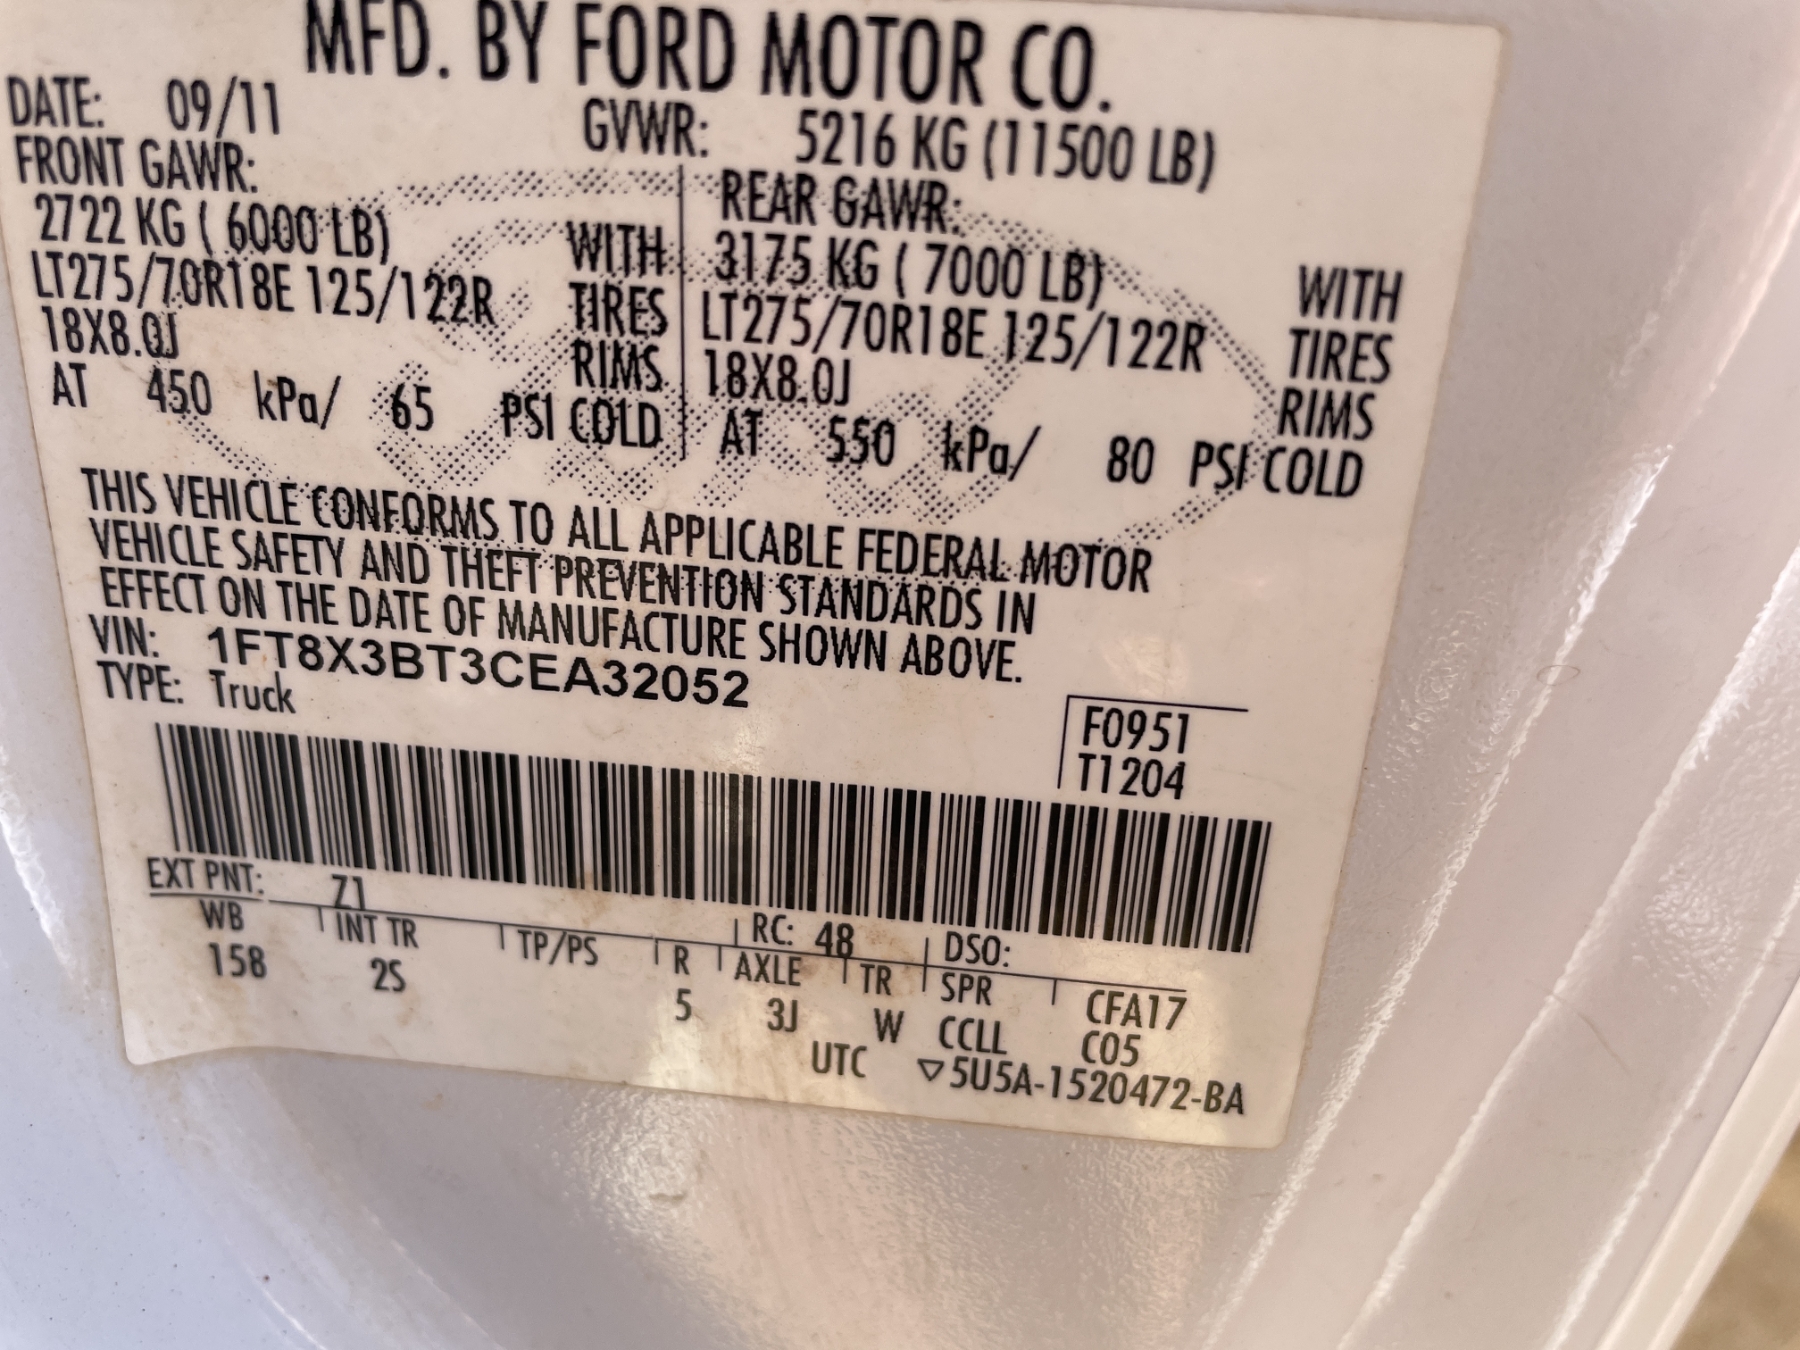 MFD. BY FORD MOTOR CO.
DATE: 09/11 GVWR: 5216 KG (11500 LB)
FRONT GAWR: REAR GAWR:
2722 KG ( 6000 LB) WITH 3175 KG ( 7000 LB) WITH
LT275/70R18E 125/122R TIRES LT275/70R18E 125/122R TIRES
18X8.0J RIMS 18X8.0J RIMS
AT 450 kPa/ 65 PSI COLD AT 550 kPa/ 80 PSI COLD
THIS VEHICLE CONFORMS TO ALL APPLICABLE FEDERAL MOTOR
VEHICLE SAFETY AND THEFT PREVENTION STANDARDS IN
EFFECT ON THE DATE OF MANUFACTURE SHOWN ABOVE.
VIN: 1FT8X3BT3CEA32052
TYPE: Truck
F0951
T1204
EXT PNT: Z1 RC: 48 DSO:
WB INT TR TP/PS R AXLE TR SPR CFA17
158 2S 5 3J W CCLL C05
UTC ▽5U5A-1520472-BA